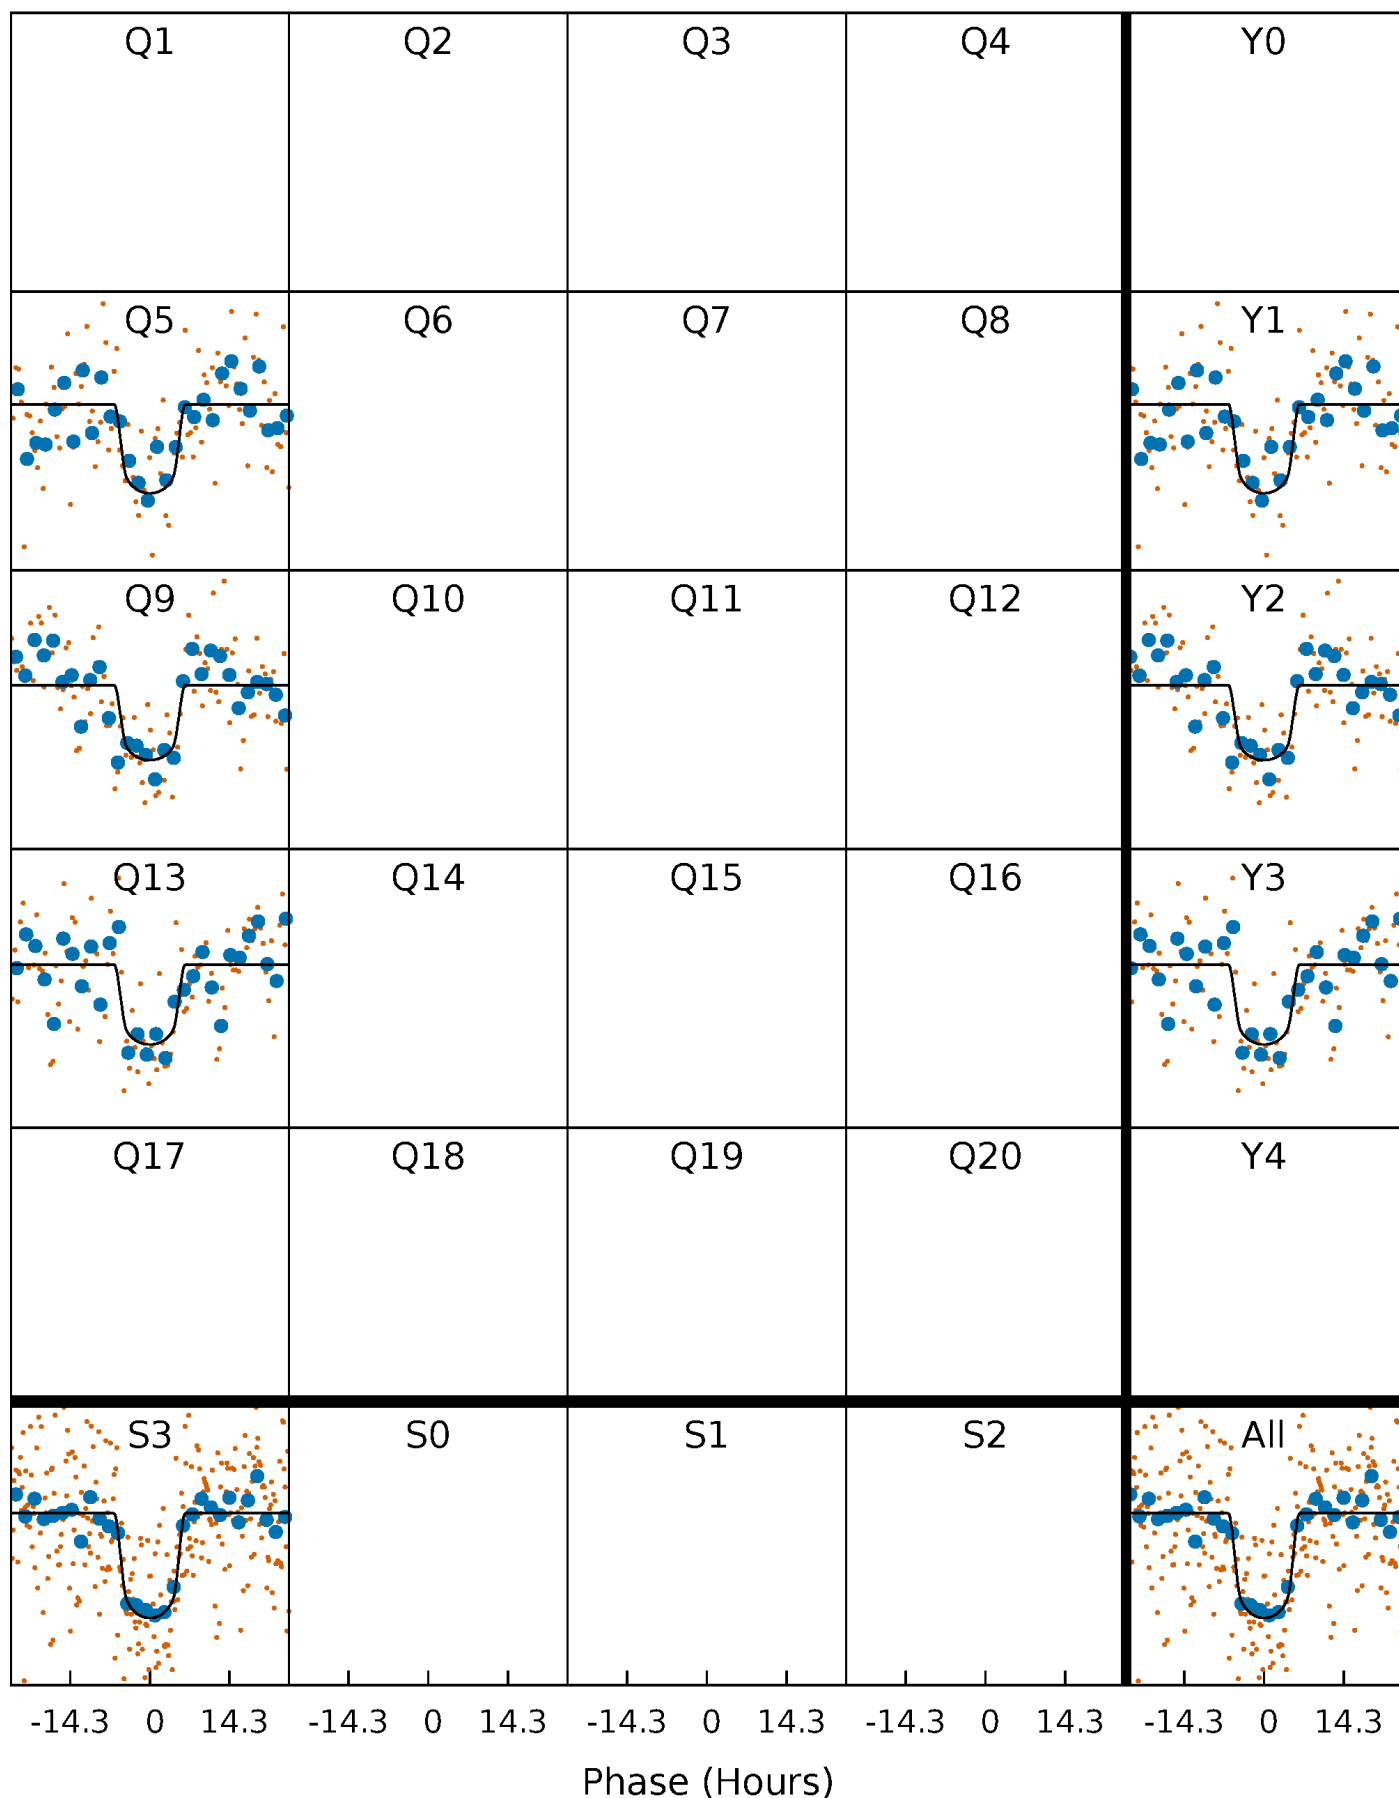 Q1 Q2 Q3 Q4 Y0
Q5 Q6 Q7 Q8 Y1
Q9 Q10 Q11 Q12 Y2
Q13 Q14 Q15 Q16 Y3
Q17 Q18 Q19 Q20 Y4
S3 S0 S1 S2 All
-14.3 0 14.3 -14.3 0 14.3 -14.3 0 14.3 -14.3 0 14.3 -14.3 0 14.3
Phase (Hours)